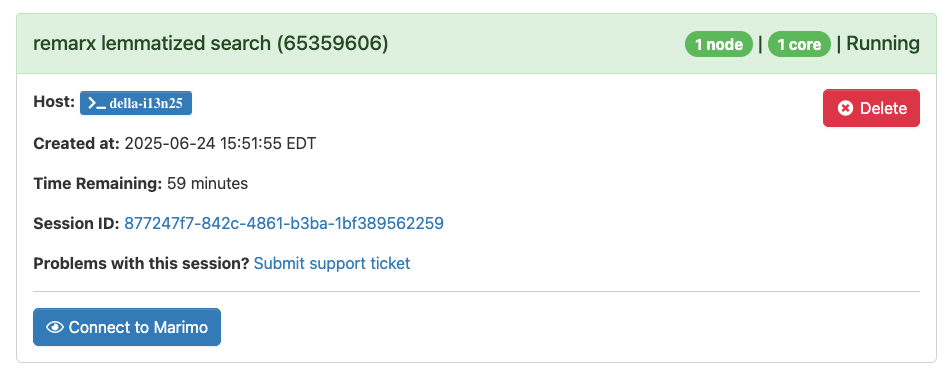 remarx lemmatized search (65359606) 1 node | 1 core | Running
Host: >_ della-i13n25
Delete
Created at: 2025-06-24 15:51:55 EDT
Time Remaining: 59 minutes
Session ID: 877247f7-842c-4861-b3ba-1bf389562259
Problems with this session? Submit support ticket
Connect to Marimo